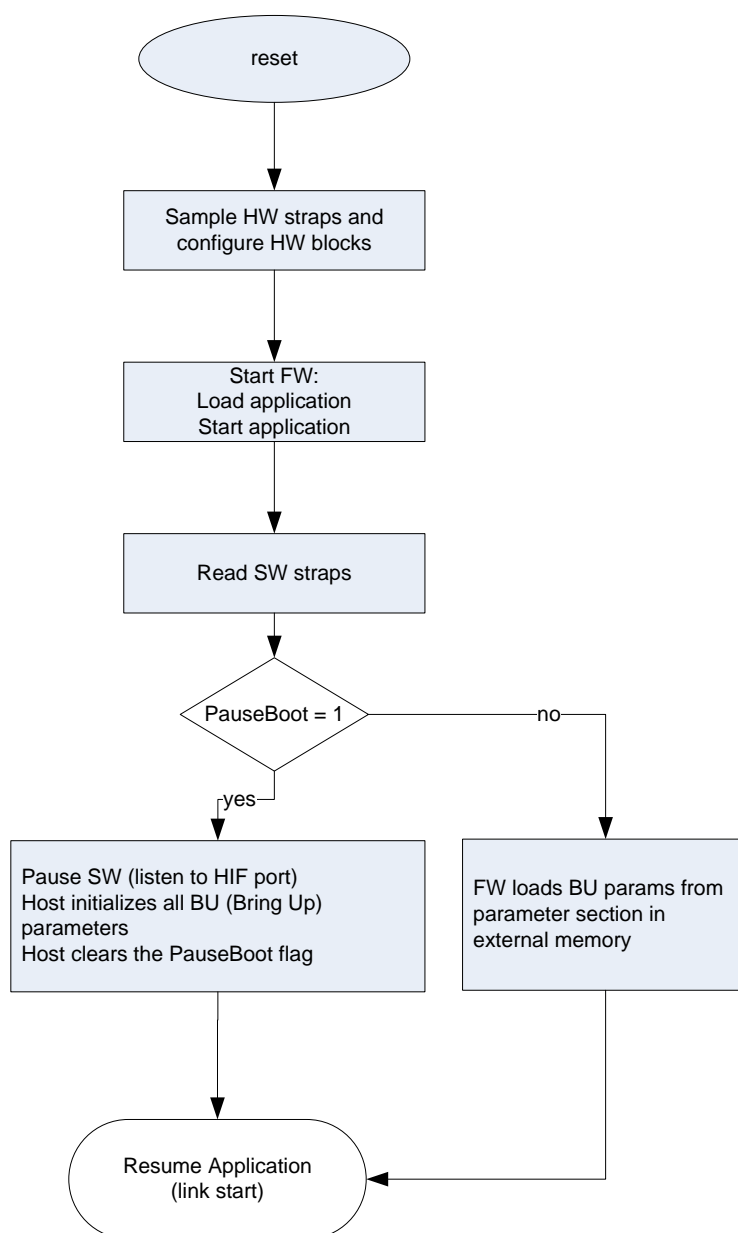 reset
Sample HW straps and
configure HW blocks
Start FW:
Load application
Start application
Read SW straps
PauseBoot = 1
no
yes
Pause SW (listen to HIF port)
Host initializes all BU (Bring Up)
parameters
Host clears the PauseBoot flag
FW loads BU params from
parameter section in
external memory
Resume Application
(link start)